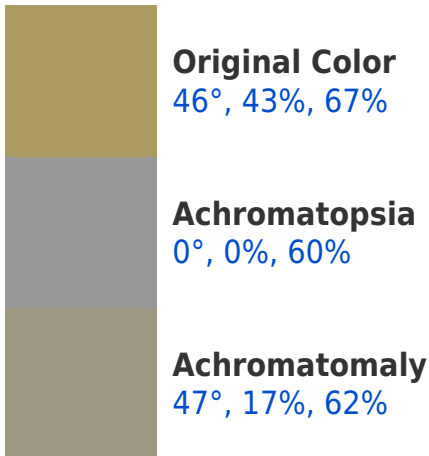 Original Color
46°, 43%, 67%
Achromatopsia
0°, 0%, 60%
Achromatomaly
47°, 17%, 62%